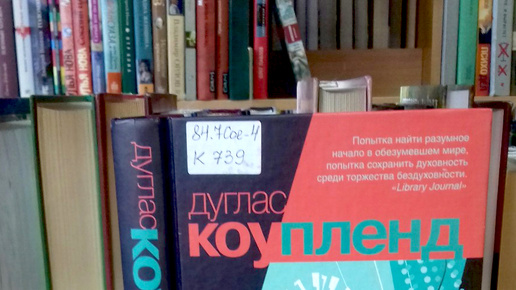 84.7Сое-4
К 739
Попытка найти разумное
начало в обезумевшем мире,
попытка сохранить духовность
среди торжества бездуховности.
«Library Journal»
дуглас
коупленд
дуглас
ко